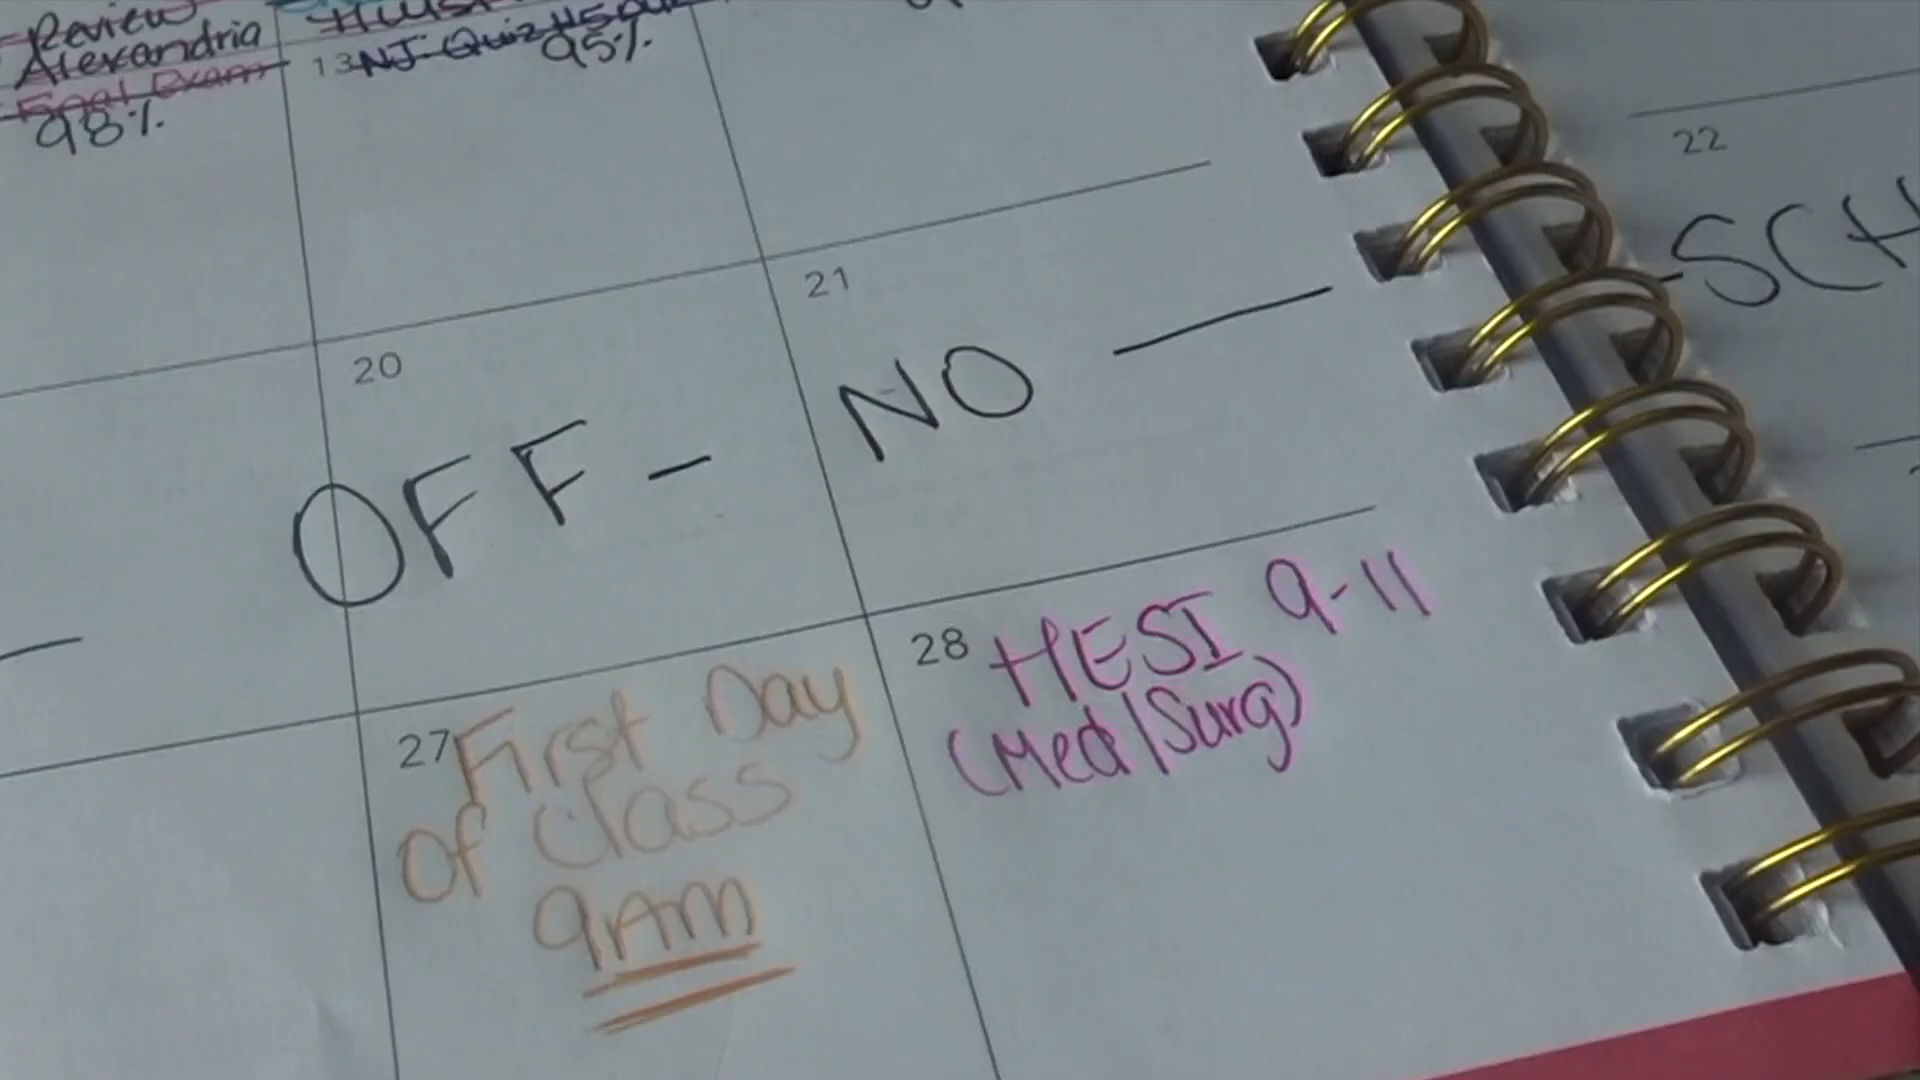 Review
Alexandria
Final Exam
98%
13 NJ Quiz
95%
20
OFF -
21
NO —
22
SCH
27 First Day
Of Class
9AM
28 HESI 9-11
(Med/Surg)